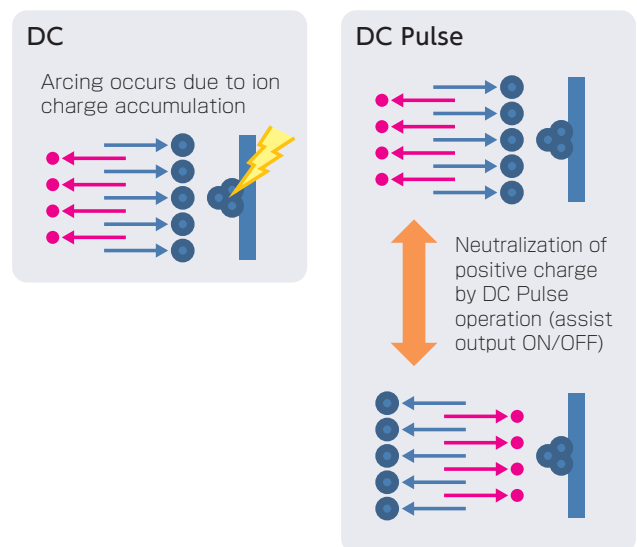 DC
Arcing occurs due to ion
charge accumulation
DC Pulse
Neutralization of
positive charge
by DC Pulse
operation (assist
output ON/OFF)